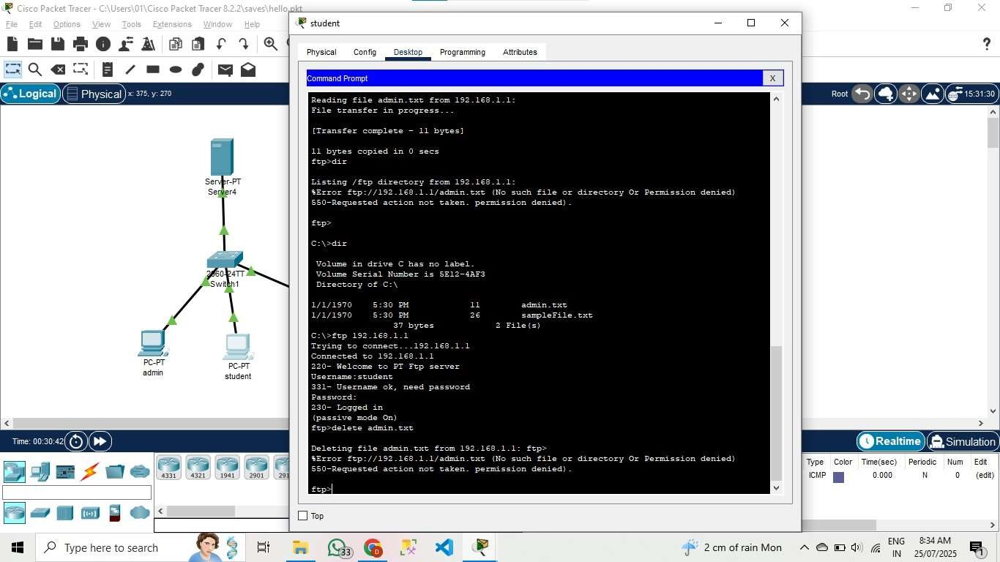 Cisco Packet Tracer - C:\Users\01\Cisco Packet Tracer 8.2.2\saves\hello.pkt
File Edit Options View Tools Extensions Window Help
Logical Physical x: 375, y: 270
Root 15:31:30
Server-PT
Server4
2960-24TT
Switch1
PC-PT
admin
PC-PT
student
student
Physical Config Desktop Programming Attributes
Command Prompt X
Reading file admin.txt from 192.168.1.1:
File transfer in progress...
[Transfer complete - 11 bytes]
11 bytes copied in 0 secs
ftp>dir
Listing /ftp directory from 192.168.1.1:
%Error ftp://192.168.1.1/admin.txt (No such file or directory Or Permission denied)
550-Requested action not taken. permission denied).
ftp>
C:\>dir
Volume in drive C has no label.
Volume Serial Number is 5E12-4AF3
Directory of C:\
1/1/1970 5:30 PM 11 admin.txt
1/1/1970 5:30 PM 26 sampleFile.txt
37 bytes 2 File(s)
C:\>ftp 192.168.1.1
Trying to connect...192.168.1.1
Connected to 192.168.1.1
220- Welcome to PT Ftp server
Username:student
331- Username ok, need password
Password:
230- Logged in
(passive mode On)
ftp>delete admin.txt
Deleting file admin.txt from 192.168.1.1: ftp>
%Error ftp://192.168.1.1/admin.txt (No such file or directory Or Permission denied)
550-Requested action not taken. permission denied).
ftp>
Top
Time: 00:30:42
Realtime Simulation
4331 4321 1941 2901
Type Color Time(sec) Periodic Num Edit
ICMP 0.000 N 0 (edit)
Type here to search
33
D
2 cm of rain Mon
ENG
IN
8:34 AM
25/07/2025
1